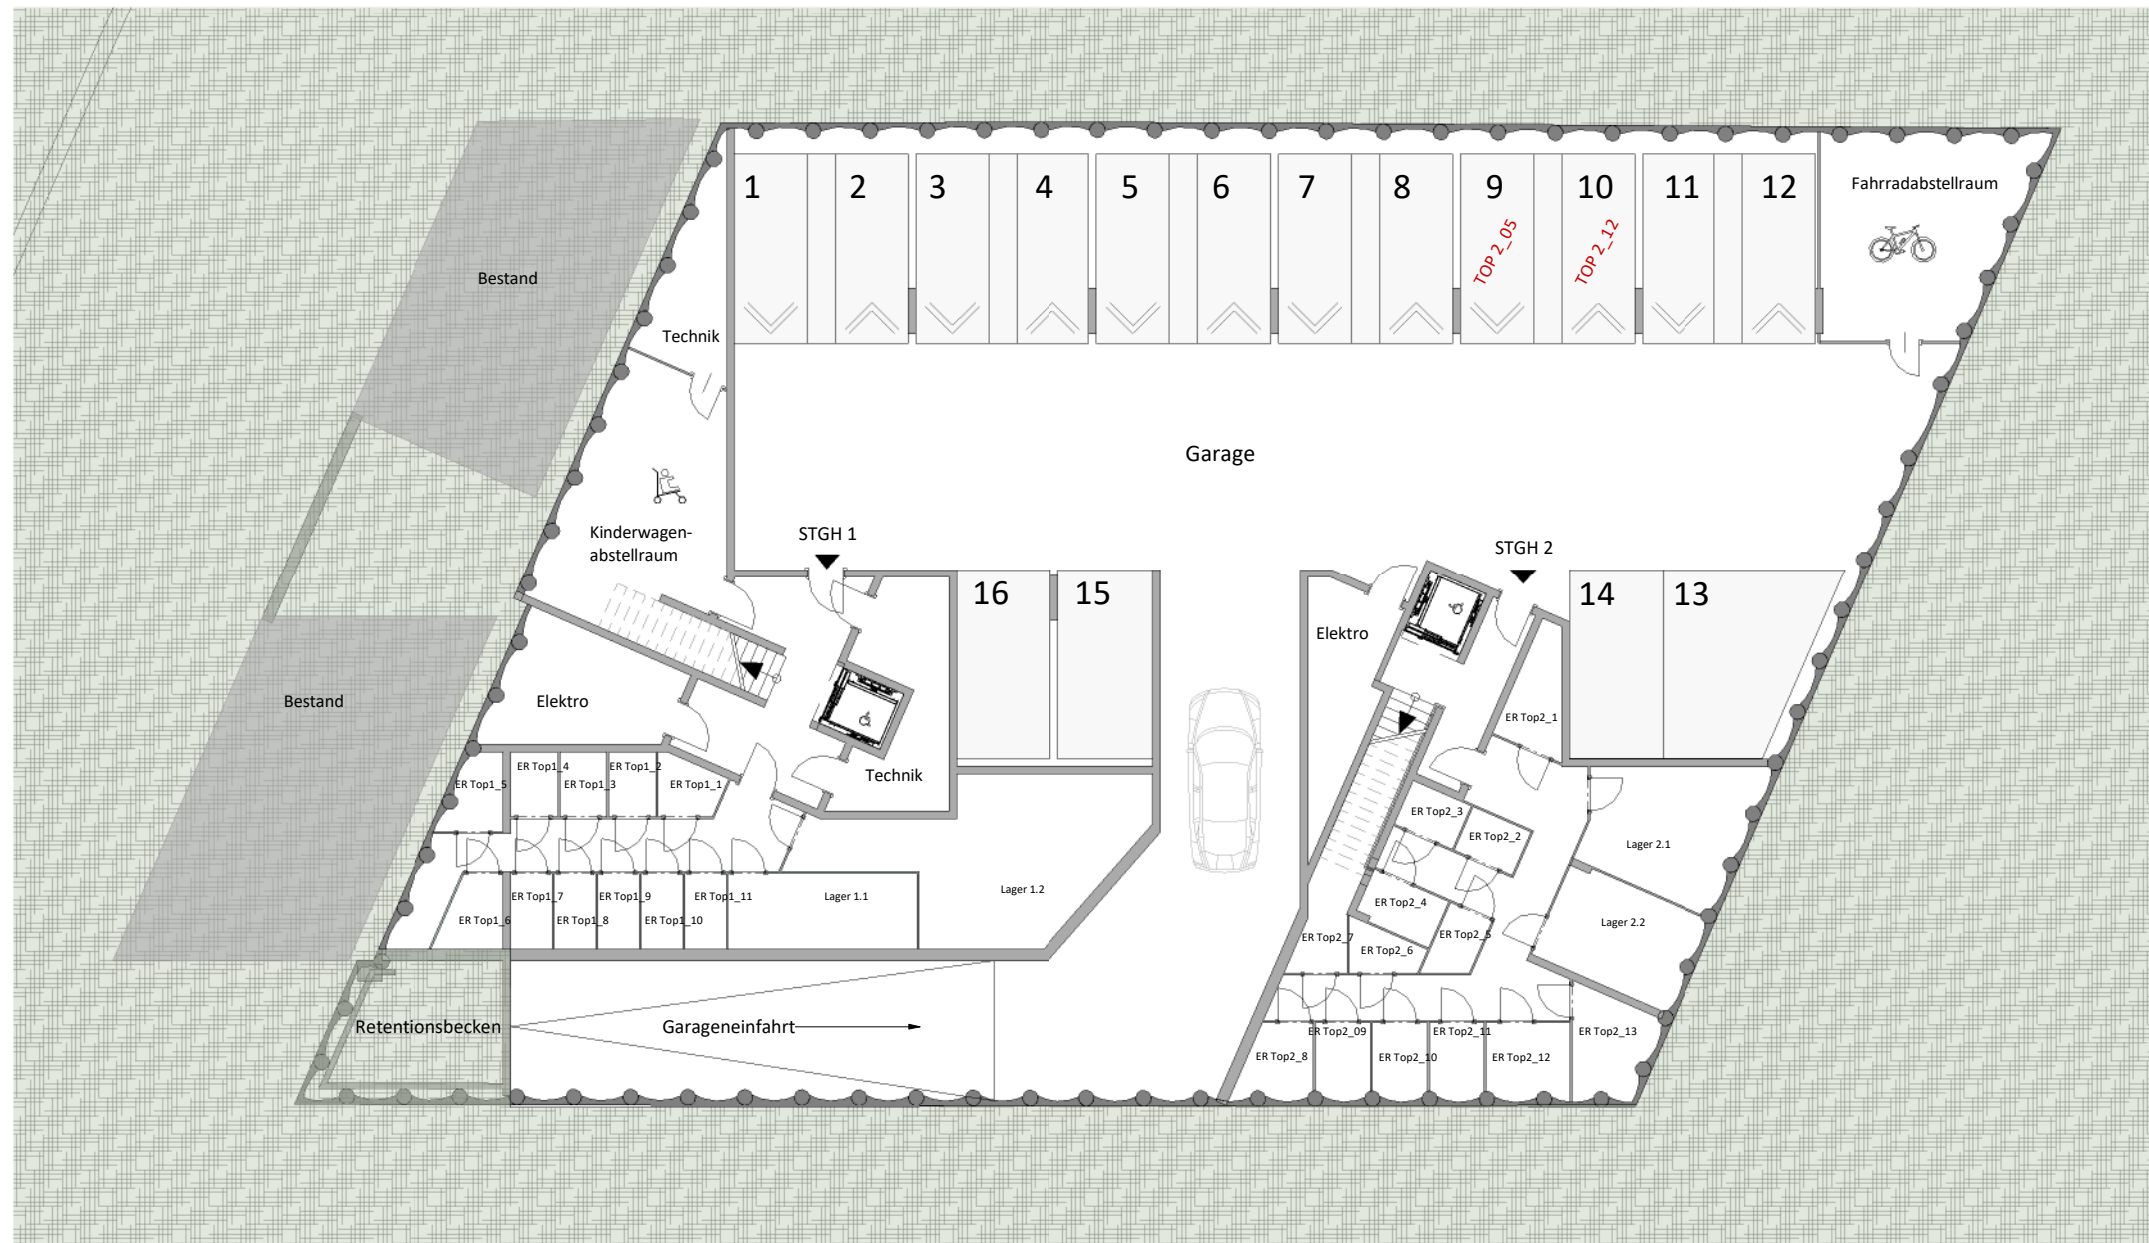 1
2
3
4
5
6
7
8
9
10
11
12
Fahrradabstellraum
TOP 2_05
TOP 2_12
Bestand
Technik
Garage
Kinderwagen-
abstellraum
STGH 1
STGH 2
16
15
14
13
Elektro
Bestand
Elektro
ER Top2_1
Technik
ER Top1_5
ER Top1_4
ER Top1_3
ER Top1_2
ER Top1_1
ER Top2_3
ER Top2_2
Lager 2.1
ER Top1_6
ER Top1_7
ER Top1_8
ER Top1_9
ER Top1_10
ER Top1_11
Lager 1.1
Lager 1.2
ER Top2_4
ER Top2_5
Lager 2.2
ER Top2_7
ER Top2_6
Retentionsbecken
Garageneinfahrt
ER Top2_8
ER Top2_09
ER Top2_10
ER Top2_11
ER Top2_12
ER Top2_13